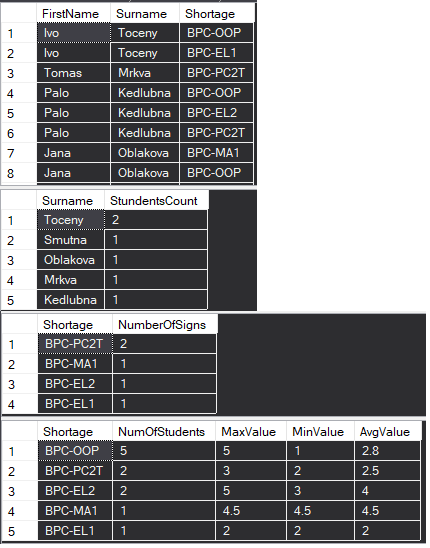 FirstName Surname Shortage
1 Ivo Toceny BPC-OOP
2 Ivo Toceny BPC-EL1
3 Tomas Mrkva BPC-PC2T
4 Palo Kedlubna BPC-OOP
5 Palo Kedlubna BPC-EL2
6 Palo Kedlubna BPC-PC2T
7 Jana Oblakova BPC-MA1
8 Jana Oblakova BPC-OOP
Surname StundentsCount
1 Toceny 2
2 Smutna 1
3 Oblakova 1
4 Mrkva 1
5 Kedlubna 1
Shortage NumberOfSigns
1 BPC-PC2T 2
2 BPC-MA1 1
3 BPC-EL2 1
4 BPC-EL1 1
Shortage NumOfStudents MaxValue MinValue AvgValue
1 BPC-OOP 5 5 1 2.8
2 BPC-PC2T 2 3 2 2.5
3 BPC-EL2 2 5 3 4
4 BPC-MA1 1 4.5 4.5 4.5
5 BPC-EL1 1 2 2 2